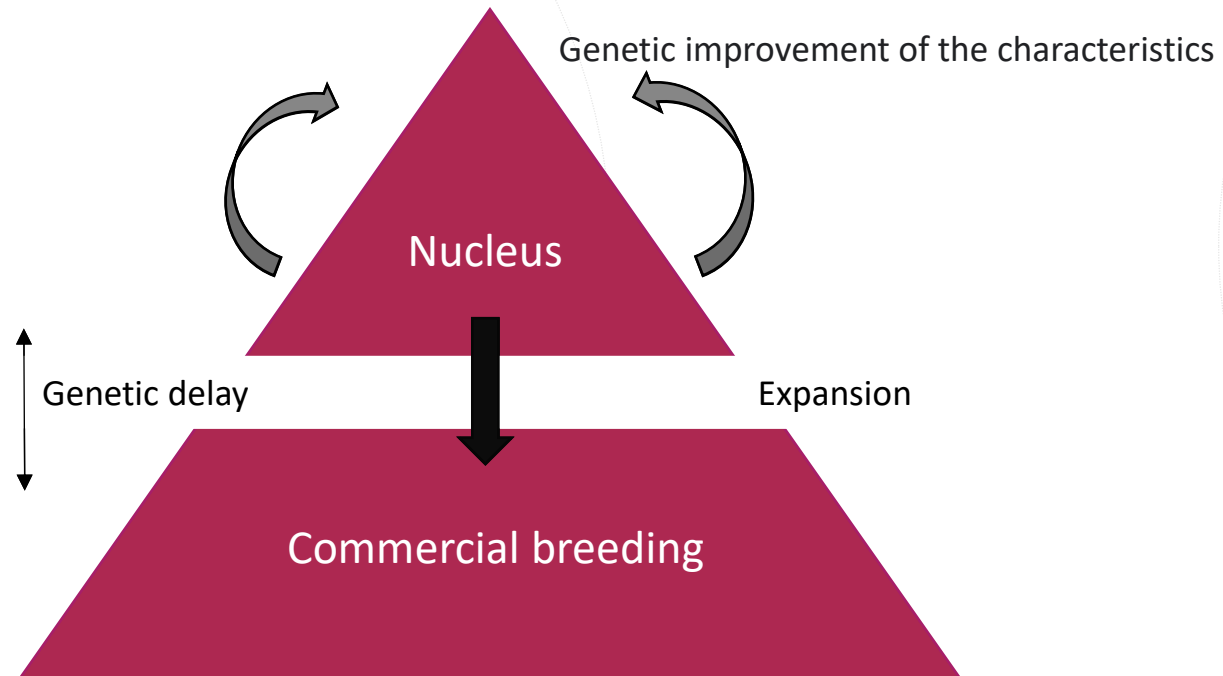 Genetic improvement of the characteristics
Nucleus
Genetic delay
Expansion
Commercial breeding